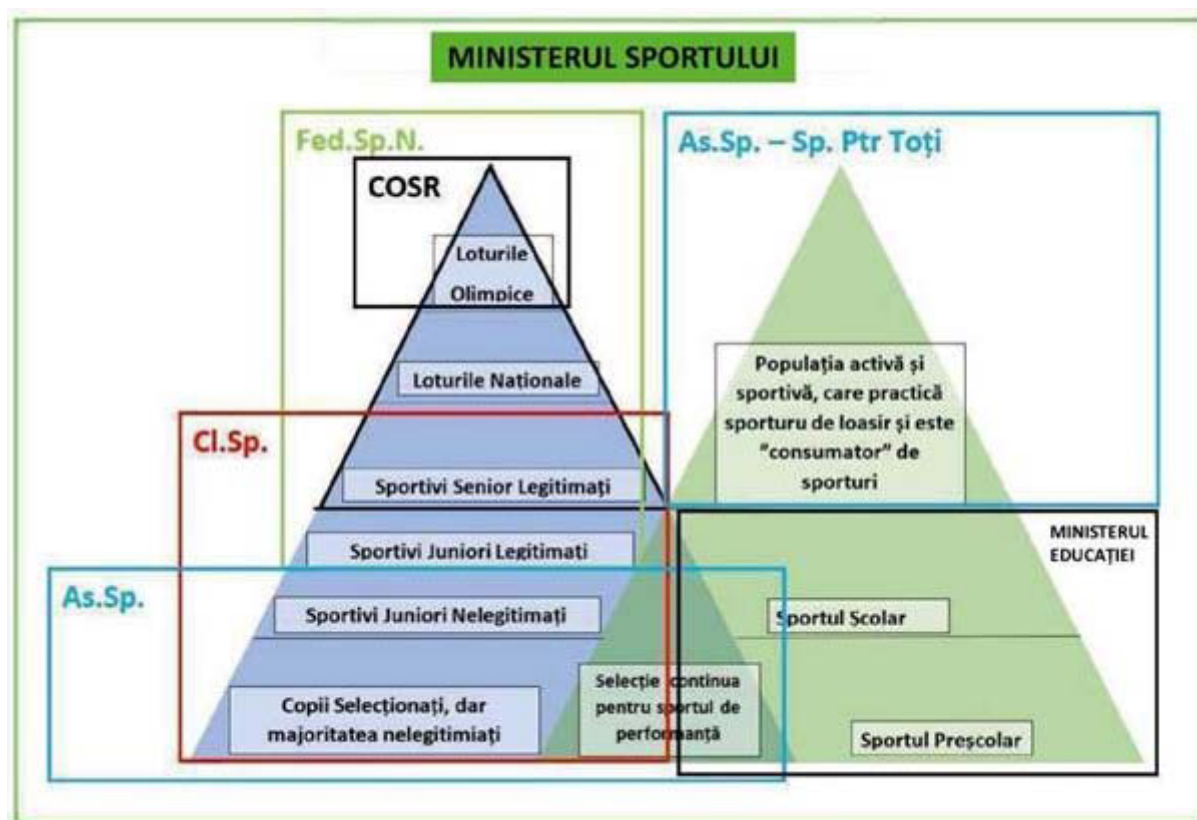 MINISTERUL SPORTULUI
Fed.Sp.N.
COSR
Loturile
Olimpice
Loturile Naționale
Cl.Sp.
Sportivi Senior Legitimați
Sportivi Juniori Legitimati
As.Sp.
Sportivi Juniori Nelegitimați
Copii Selecționați, dar
majoritatea nelegitimiați
Selecție continua
pentru sportul de
performanță
As.Sp. – Sp. Ptr Toți
Populația activă și
sportivă, care practică
sporturu de loasir și este
"consumator" de
sporturi
MINISTERUL
EDUCAȚIEI
Sportul Scolar
Sportul Preșcolar